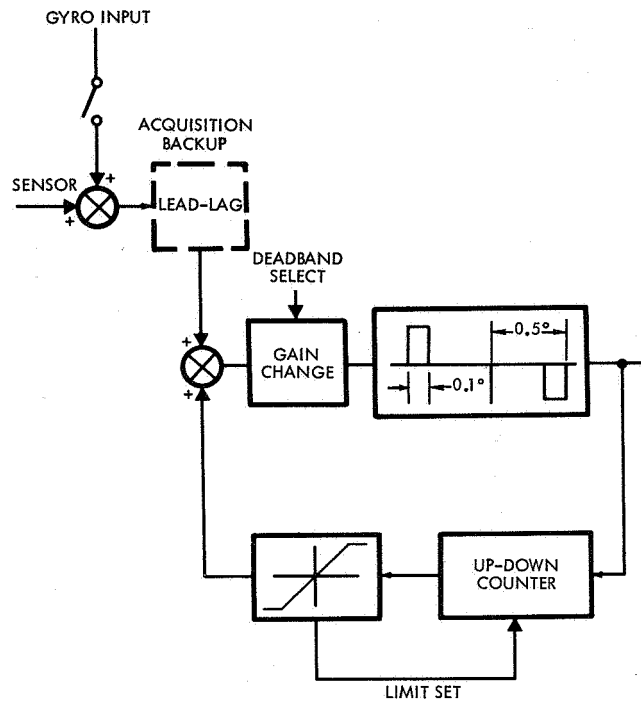 GYRO INPUT
ACQUISITION
BACKUP
+
SENSOR
+
LEAD-LAG
DEADBAND
SELECT
+
GAIN
CHANGE
0.5°
0.1°
+
UP-DOWN
COUNTER
LIMIT SET